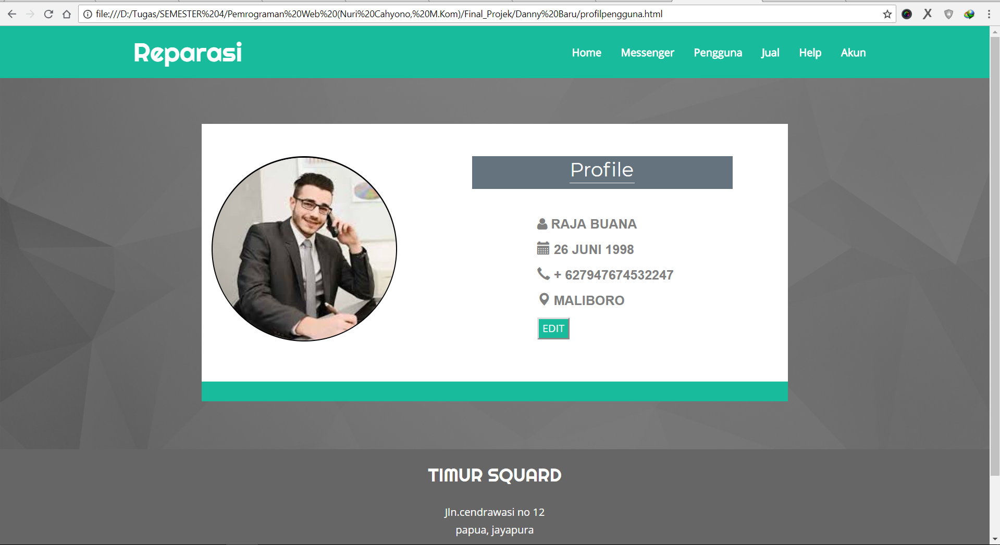 file:///D:/Tugas/SEMESTER%204/Pemrograman%20Web%20(Nuri%20Cahyono,%20M.Kom)/Final_Projek/Danny%20Baru/profilpengguna.html
Reparasi
Home Messenger Pengguna Jual Help Akun
Profile
RAJA BUANA
26 JUNI 1998
+ 627947674532247
MALIBORO
EDIT
TIMUR SQUARD
Jln.cendrawasi no 12
papua, jayapura